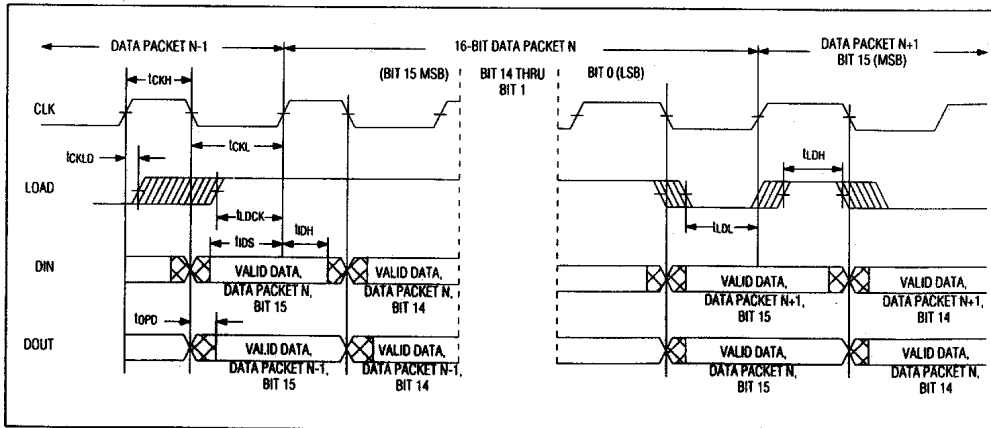 DATA PACKET N-1
16-BIT DATA PACKET N
DATA PACKET N+1
BIT 15 (MSB)
(BIT 15 MSB)
BIT 14 THRU
BIT 1
BIT 0 (LSB)
tCKH
CLK
tCKL
tCKLD
tLDH
LOAD
tLDCK
tLDL
tIDS
tIDH
DIN
VALID DATA,
DATA PACKET N,
BIT 15
VALID DATA,
DATA PACKET N,
BIT 14
VALID DATA,
DATA PACKET N+1,
BIT 15
VALID DATA,
DATA PACKET N+1,
BIT 14
tOPD
DOUT
VALID DATA,
DATA PACKET N-1,
BIT 15
VALID DATA,
DATA PACKET N-1,
BIT 14
VALID DATA,
DATA PACKET N,
BIT 15
VALID DATA,
DATA PACKET N,
BIT 14